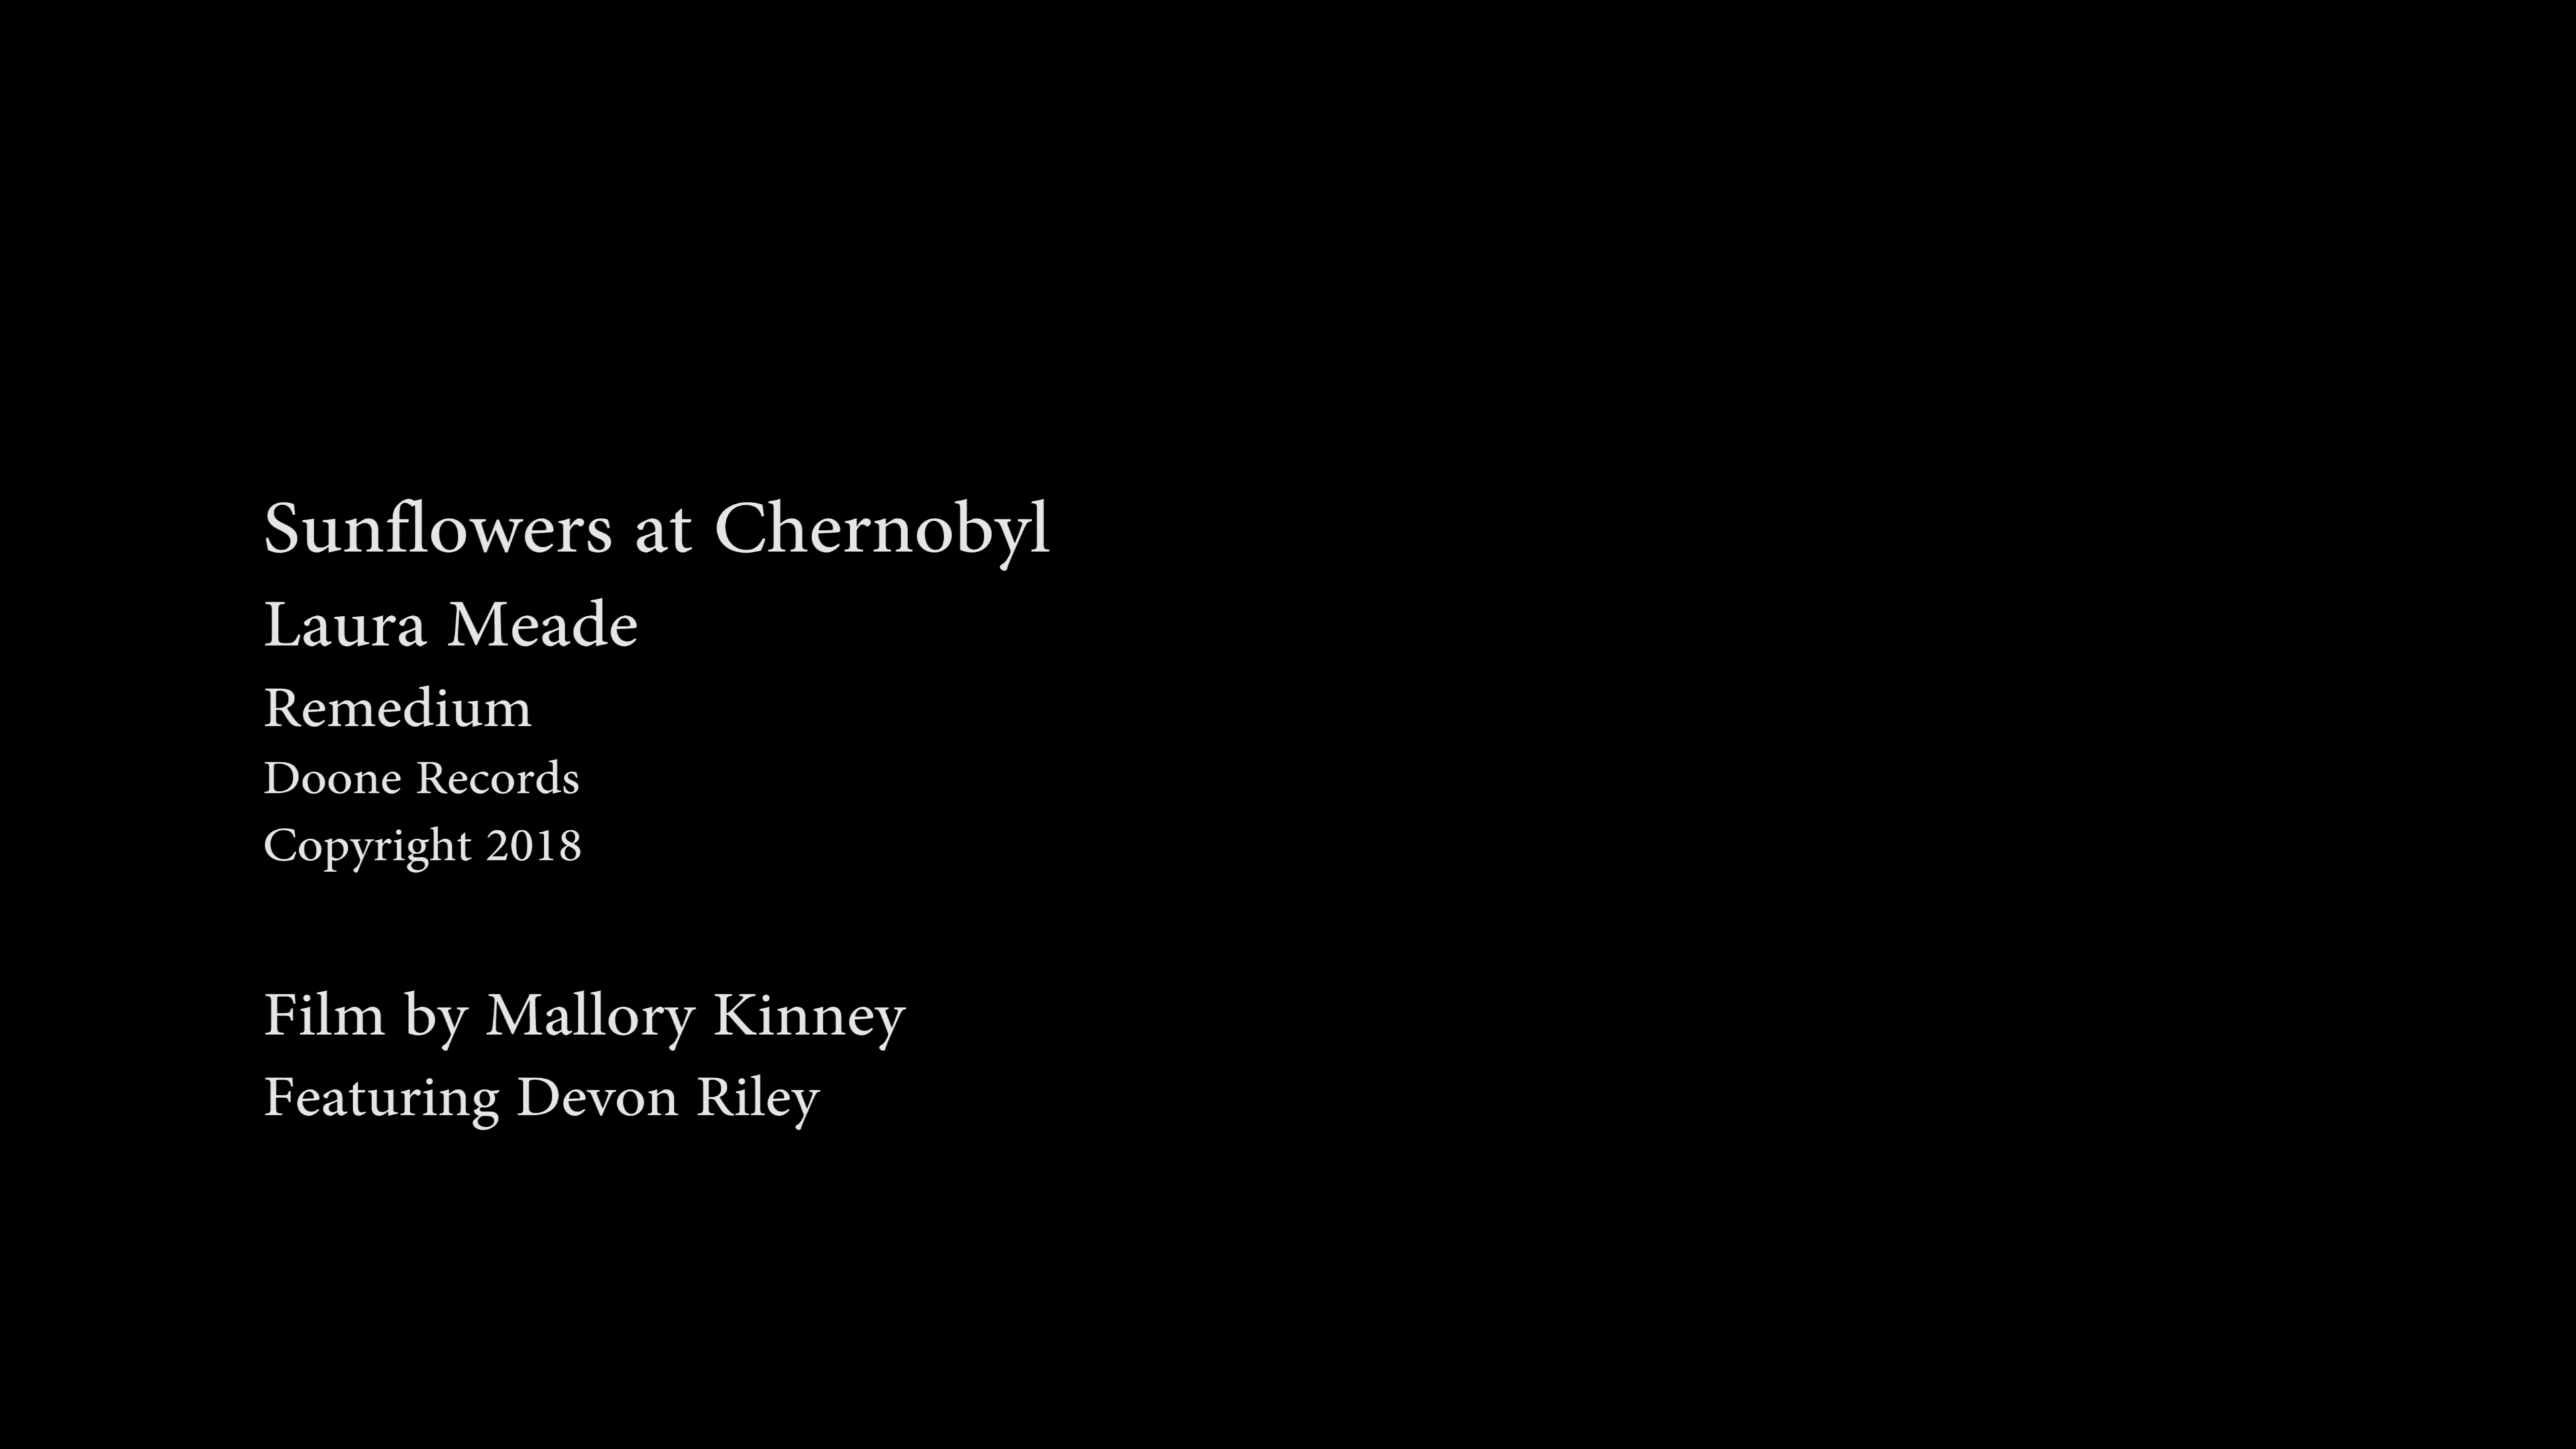 Sunflowers at Chernobyl
Laura Meade
Remedium
Doone Records
Copyright 2018
Film by Mallory Kinney
Featuring Devon Riley